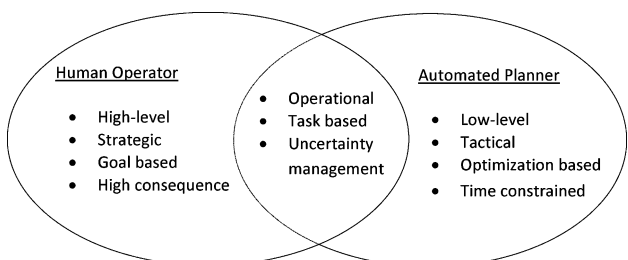 Human Operator
• High-level
• Strategic
• Goal based
• High consequence
• Operational
• Task based
• Uncertainty
management
Automated Planner
• Low-level
• Tactical
• Optimization based
• Time constrained